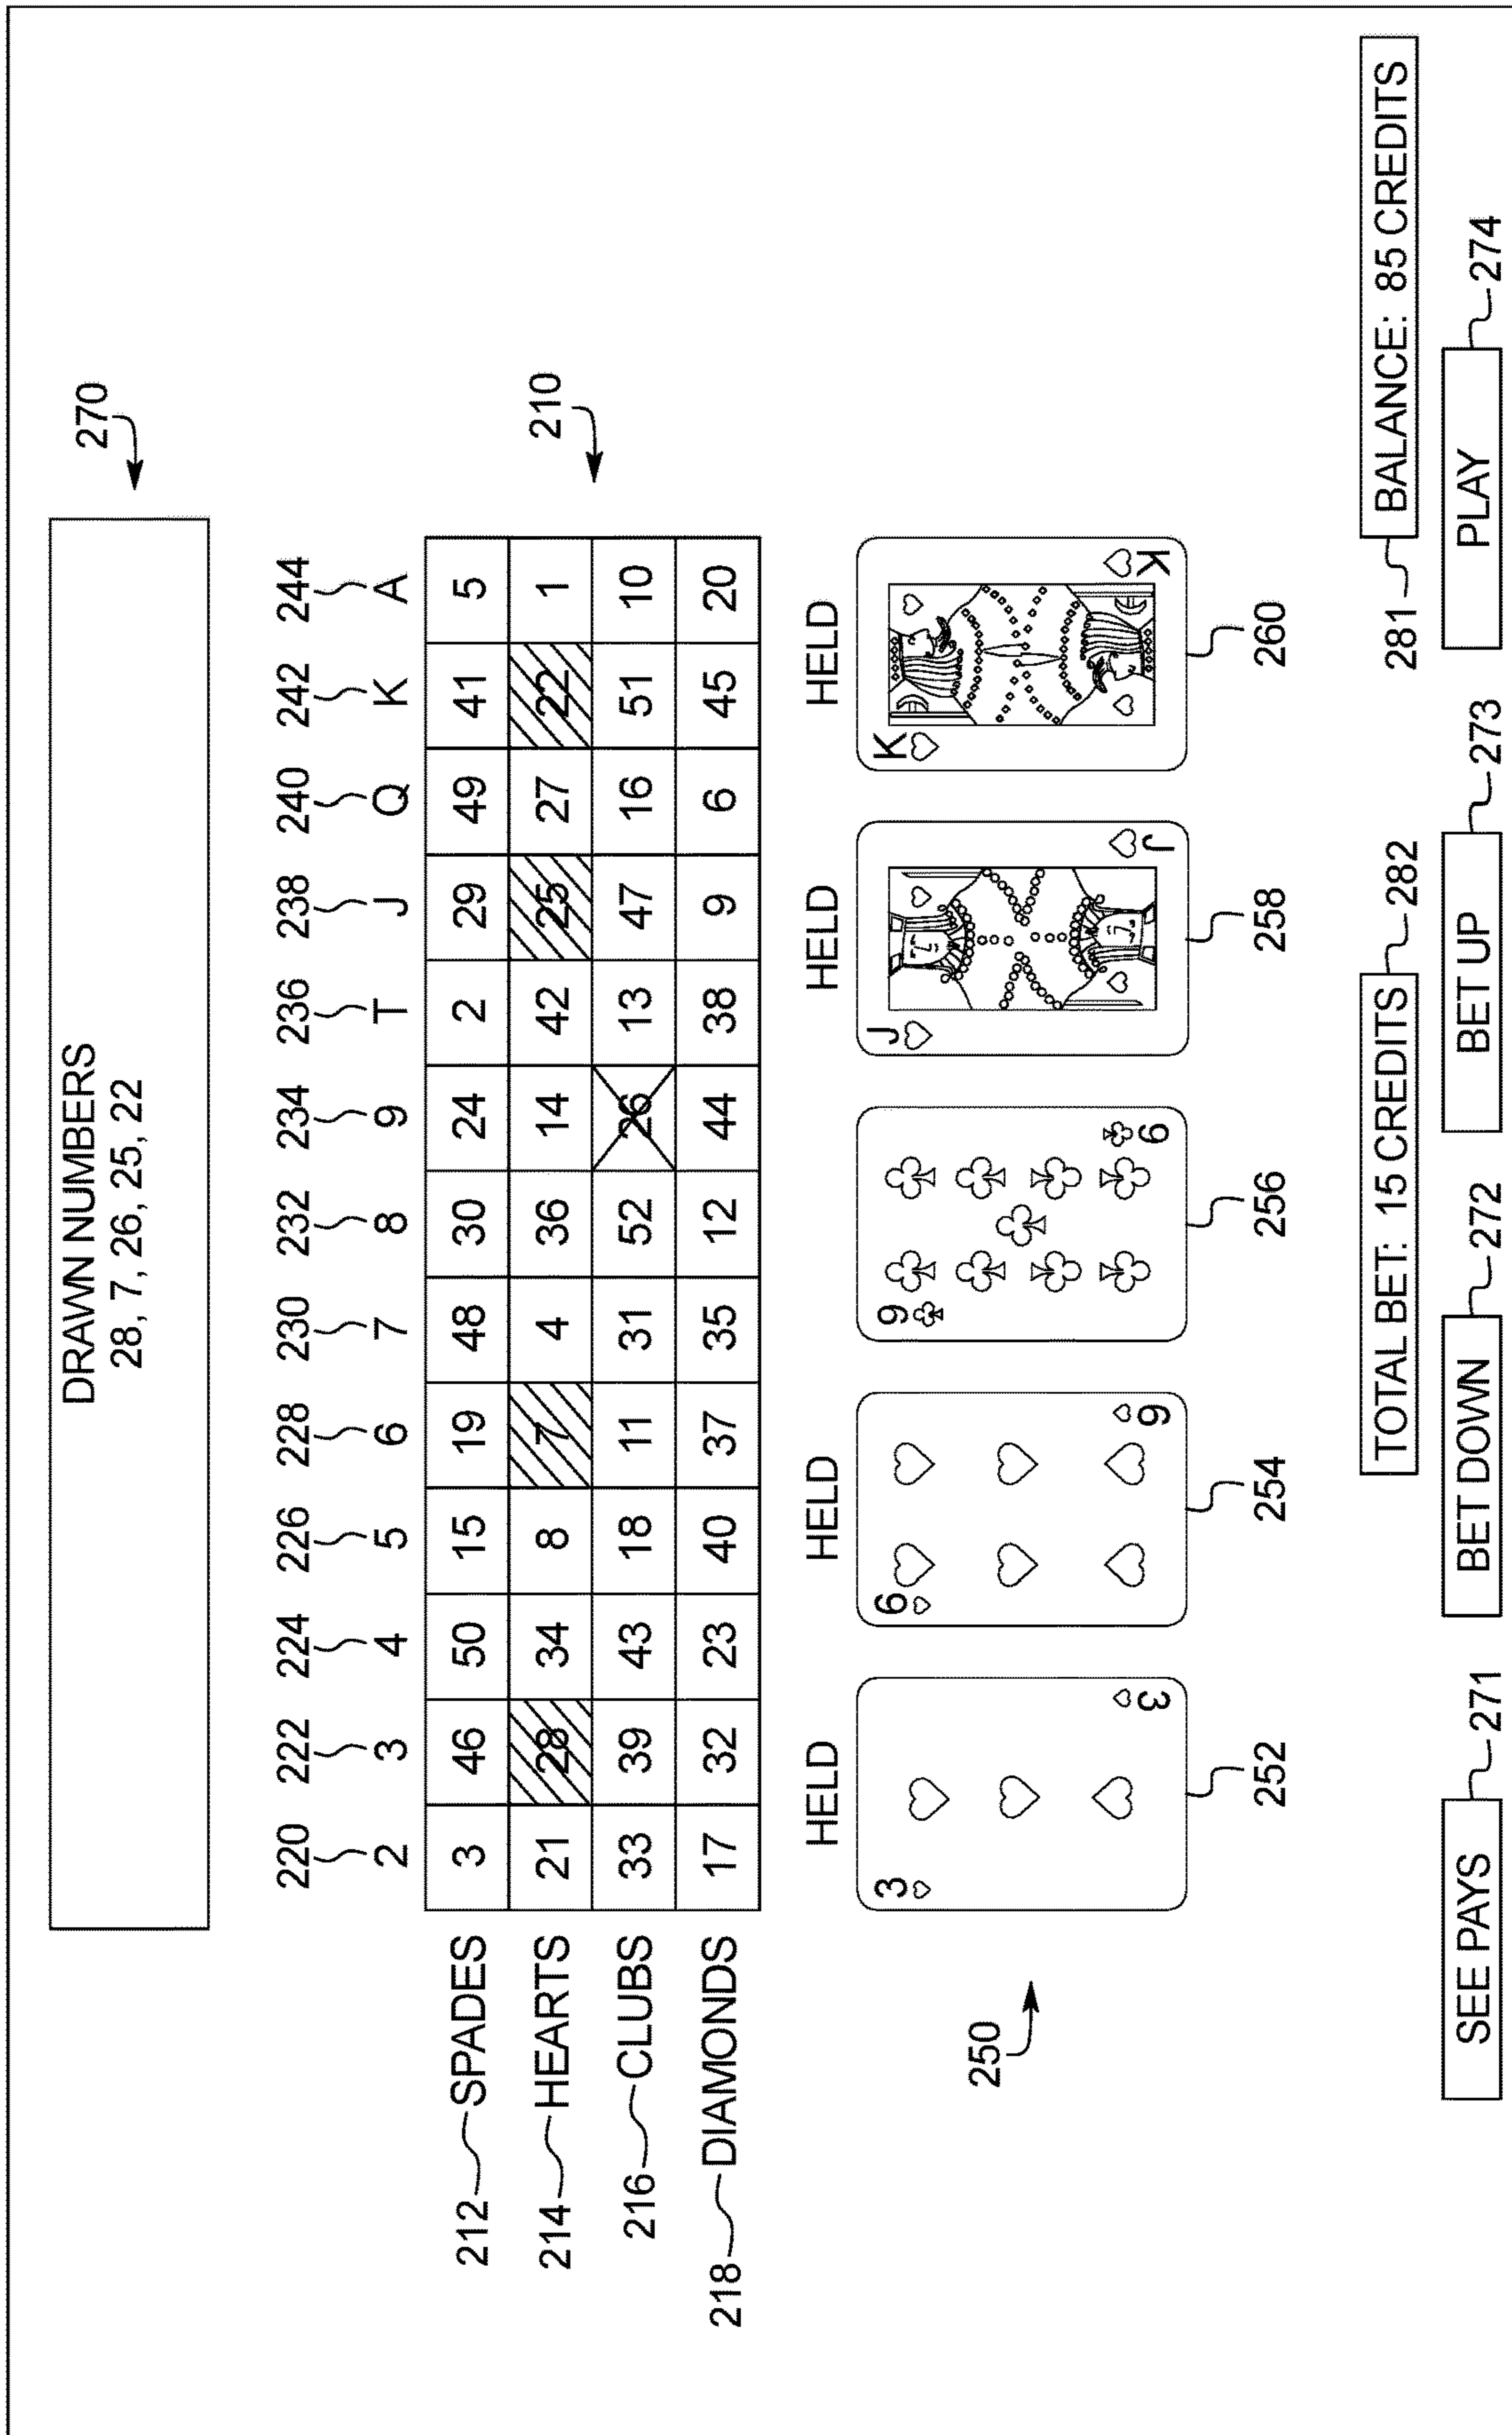 DRAWN NUMBERS
28, 7, 26, 25, 22
270
220 222 224 226 228 230 232 234 236 238 240 242 244
2 3 4 5 6 7 8 9 T J Q K A
212 SPADES 3 46 50 15 19 48 30 24 2 29 49 41 5
214 HEARTS 21 28 34 8 7 4 36 14 42 25 27 22 1
216 CLUBS 33 39 43 18 11 31 52 26 13 47 16 51 10
218 DIAMONDS 17 32 23 40 37 35 12 44 38 9 6 45 20
210
HELD HELD HELD HELD
3 6 9 J K
250
3 6 9 J K
252 254 256 258 260
TOTAL BET: 15 CREDITS 282 281 BALANCE: 85 CREDITS
SEE PAYS 271 BET DOWN 272 BET UP 273 PLAY 274